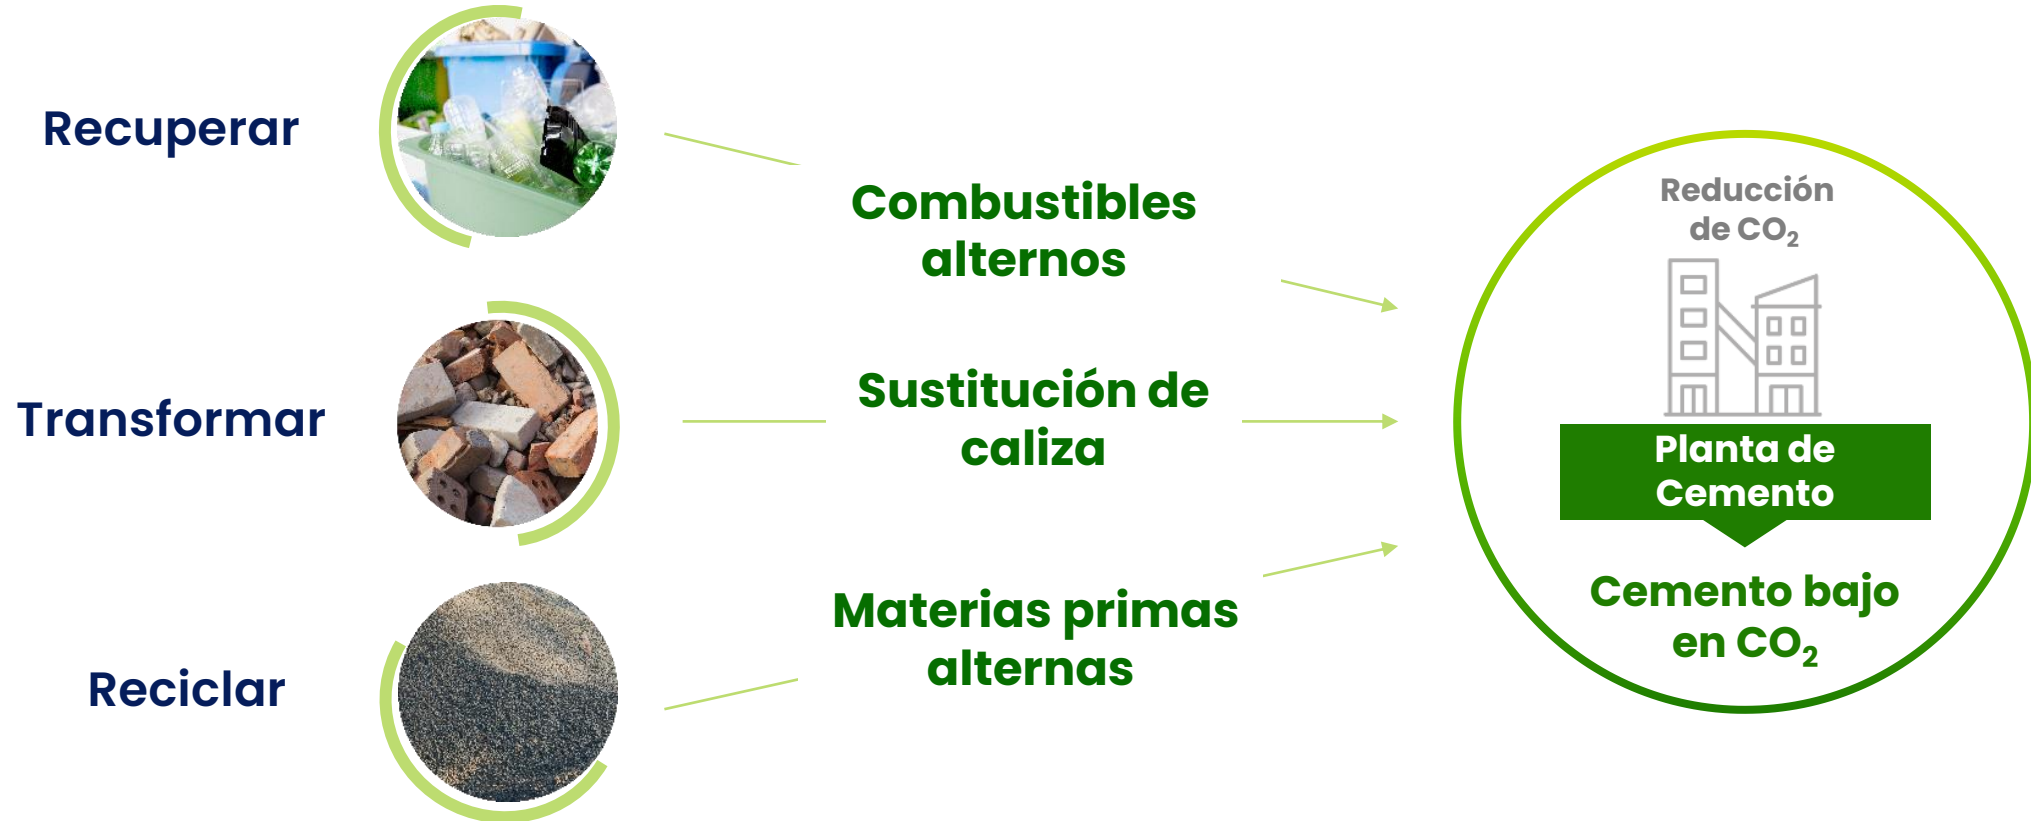 Recuperar
Combustibles
alternos
Transformar
Sustitución de
caliza
Reciclar
Materias primas
alternas
Reducción
de CO₂
Planta de
Cemento
Cemento bajo
en CO₂